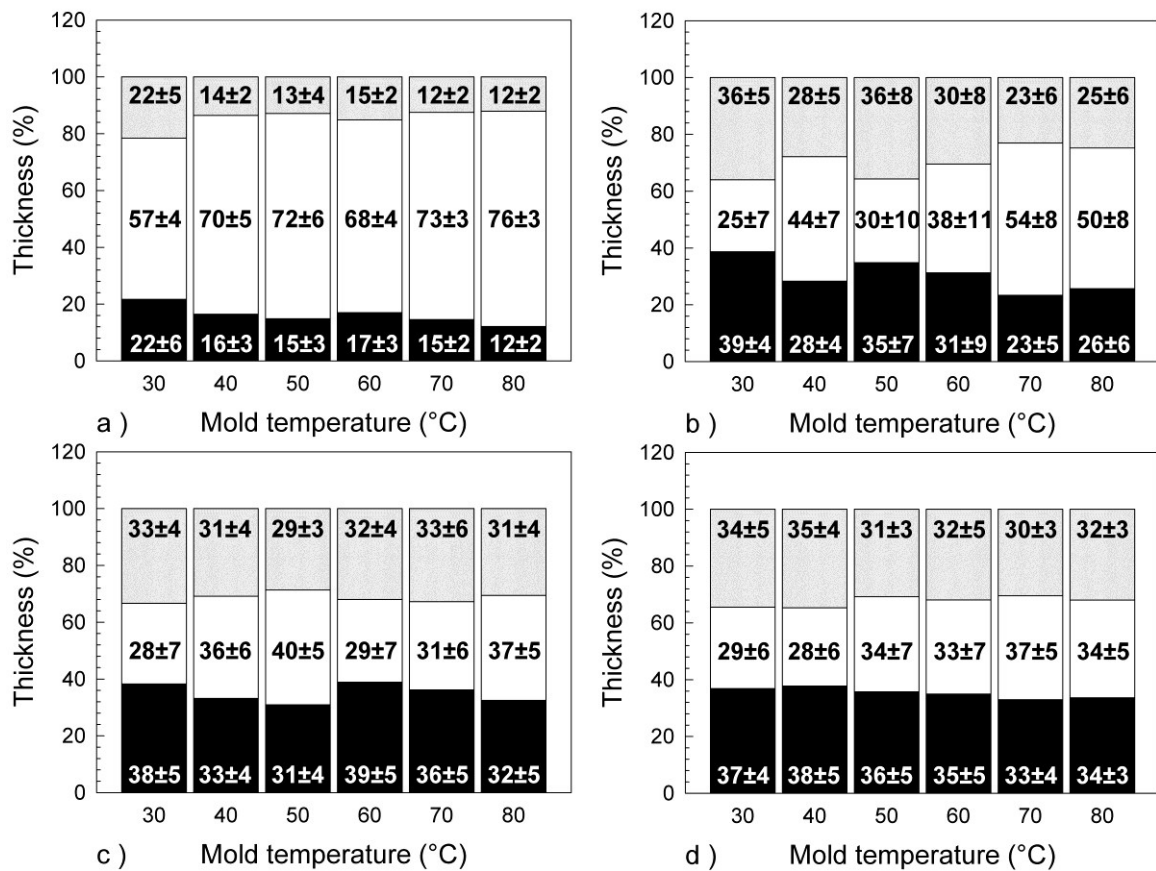 120
100
80
60
40
20
0
Thickness (%)
22±5 14±2 13±4 15±2 12±2 12±2
57±4 70±5 72±6 68±4 73±3 76±3
22±6 16±3 15±3 17±3 15±2 12±2
30 40 50 60 70 80
a ) Mold temperature (°C)
120
100
80
60
40
20
0
Thickness (%)
36±5 28±5 36±8 30±8 23±6 25±6
25±7 44±7 30±10 38±11 54±8 50±8
39±4 28±4 35±7 31±9 23±5 26±6
30 40 50 60 70 80
b ) Mold temperature (°C)
120
100
80
60
40
20
0
Thickness (%)
33±4 31±4 29±3 32±4 33±6 31±4
28±7 36±6 40±5 29±7 31±6 37±5
38±5 33±4 31±4 39±5 36±5 32±5
30 40 50 60 70 80
c ) Mold temperature (°C)
120
100
80
60
40
20
0
Thickness (%)
34±5 35±4 31±3 32±5 30±3 32±3
29±6 28±6 34±7 33±7 37±5 34±5
37±4 38±5 36±5 35±5 33±4 34±3
30 40 50 60 70 80
d ) Mold temperature (°C)